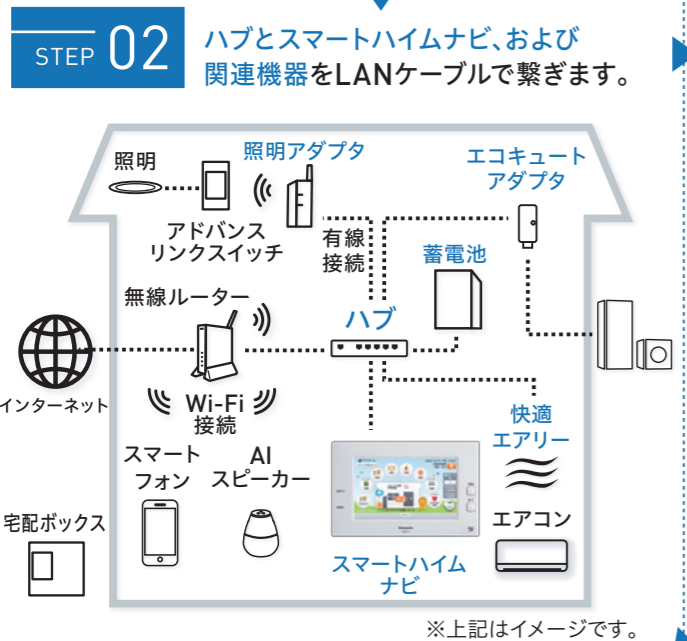 STEP 02
ハブとスマートハイムナビ、および
関連機器をLANケーブルで繋ぎます。
照明
照明アダプタ
エコキュート
アダプタ
アドバンス
リンクスイッチ
有線
接続
蓄電池
無線ルーター
ハブ
インターネット
Wi-Fi
接続
快適
エアリー
スマート
フォン
AI
スピーカー
宅配ボックス
エアコン
スマートハイム
ナビ
※上記はイメージです。